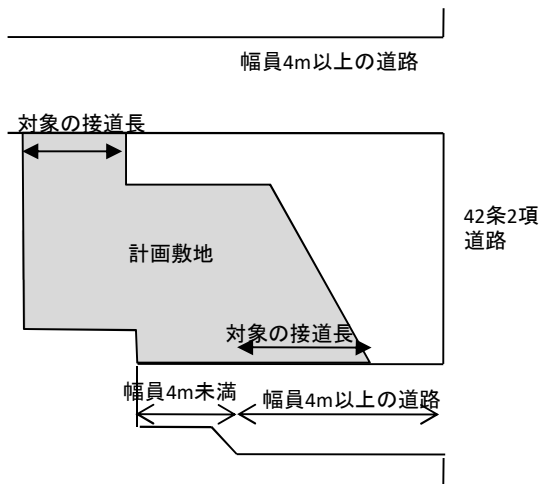 幅員4m以上の道路
対象の接道長
42条2項
道路
計画敷地
対象の接道長
幅員4m未満
幅員4m以上の道路